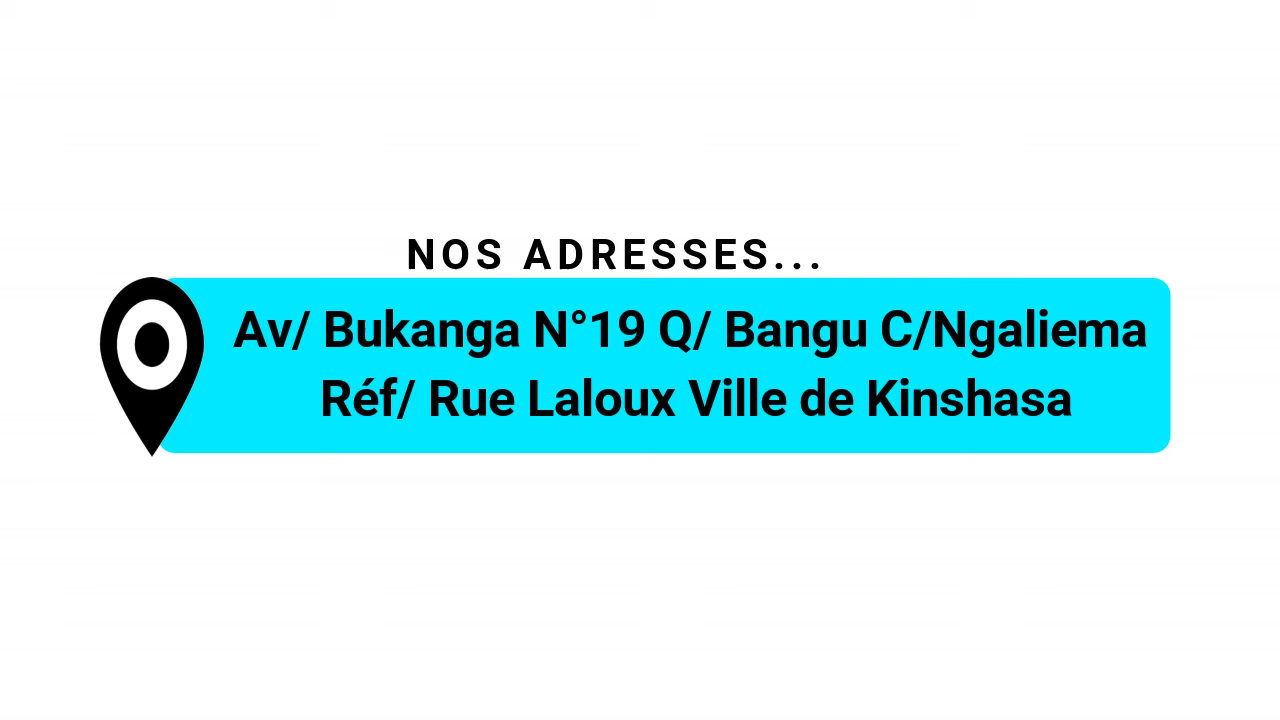 NOS ADRESSES...
Av/ Bukanga N°19 Q/ Bangu C/Ngaliema
Réf/ Rue Laloux Ville de Kinshasa